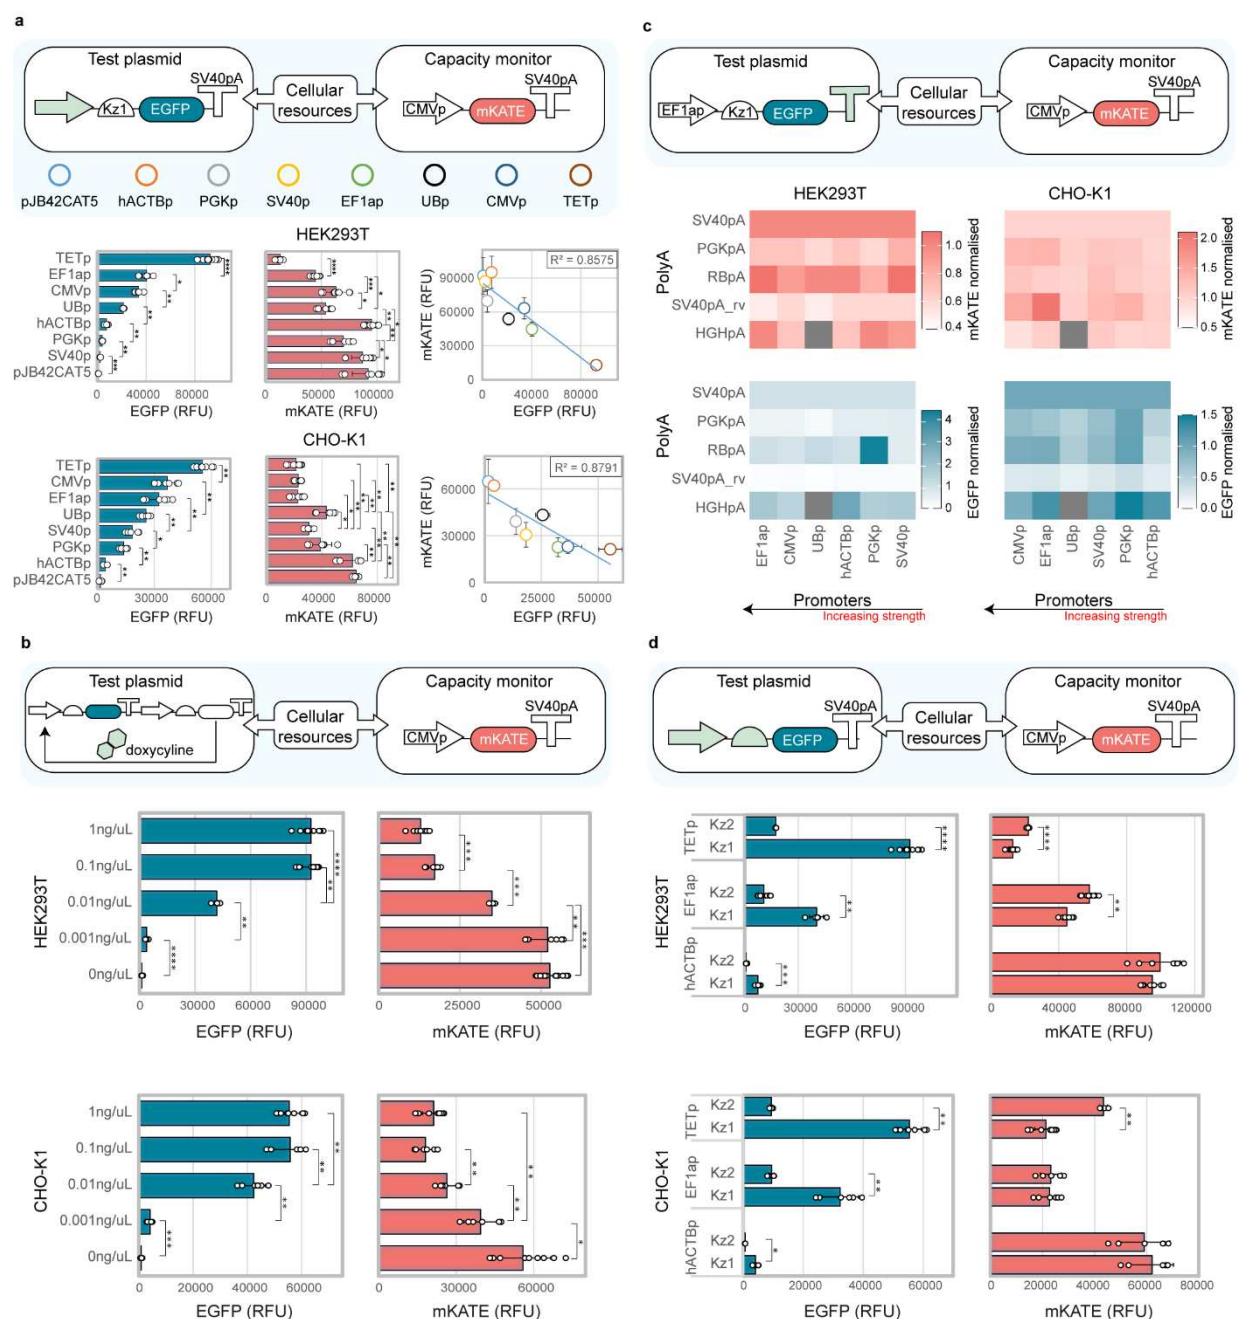 a
Test plasmid
SV40pA
Kz1
EGFP
Cellular
resources
Capacity monitor
SV40pA
CMVp
mKATE
pJB42CAT5
hACTBp
PGKp
SV40p
EF1ap
UBp
CMVp
TETp
HEK293T
TETp
EF1ap
CMVp
UBp
hACTBp
PGKp
SV40p
pJB42CAT5
0
40000
80000
EGFP (RFU)
0
40000
80000
mKATE (RFU)
R² = 0.8575
mKATE (RFU)
90000
60000
30000
0
0
40000
80000
EGFP (RFU)
CHO-K1
TETp
CMVp
EF1ap
UBp
SV40p
PGKp
hACTBp
pJB42CAT5
0
30000
60000
EGFP (RFU)
0
40000
80000
mKATE (RFU)
R² = 0.8791
mKATE (RFU)
60000
30000
0
0
25000
50000
EGFP (RFU)
b
Test plasmid
doxycyline
Cellular
resources
Capacity monitor
SV40pA
CMVp
mKATE
HEK293T
1ng/uL
0.1ng/uL
0.01ng/uL
0.001ng/uL
0ng/uL
0
30000
60000
90000
EGFP (RFU)
0
25000
50000
mKATE (RFU)
CHO-K1
1ng/uL
0.1ng/uL
0.01ng/uL
0.001ng/uL
0ng/uL
0
20000
40000
60000
EGFP (RFU)
0
30000
60000
mKATE (RFU)
c
Test plasmid
EF1ap
Kz1
EGFP
Cellular
resources
Capacity monitor
SV40pA
CMVp
mKATE
HEK293T
CHO-K1
PolyA
SV40pA
PGKpA
RBpA
SV40pA_rv
HGHpA
1.0
0.8
0.6
0.4
mKATE normalised
2.0
1.5
1.0
0.5
mKATE normalised
PolyA
SV40pA
PGKpA
RBpA
SV40pA_rv
HGHpA
4
3
2
1
0
EGFP normalised
1.5
1.0
0.5
0.0
EGFP normalised
EF1ap
CMVp
UBp
hACTBp
PGKp
SV40p
CMVp
EF1ap
UBp
SV40p
PGKp
hACTBp
Promoters
Increasing strength
Promoters
Increasing strength
d
Test plasmid
SV40pA
EGFP
Cellular
resources
Capacity monitor
SV40pA
CMVp
mKATE
HEK293T
TETp
Kz2
Kz1
EF1ap
Kz2
Kz1
hACTBp
Kz2
Kz1
0
30000
60000
90000
EGFP (RFU)
0
40000
80000
120000
mKATE (RFU)
CHO-K1
TETp
Kz2
Kz1
EF1ap
Kz2
Kz1
hACTBp
Kz2
Kz1
0
20000
40000
60000
EGFP (RFU)
0
20000
40000
60000
80000
mKATE (RFU)